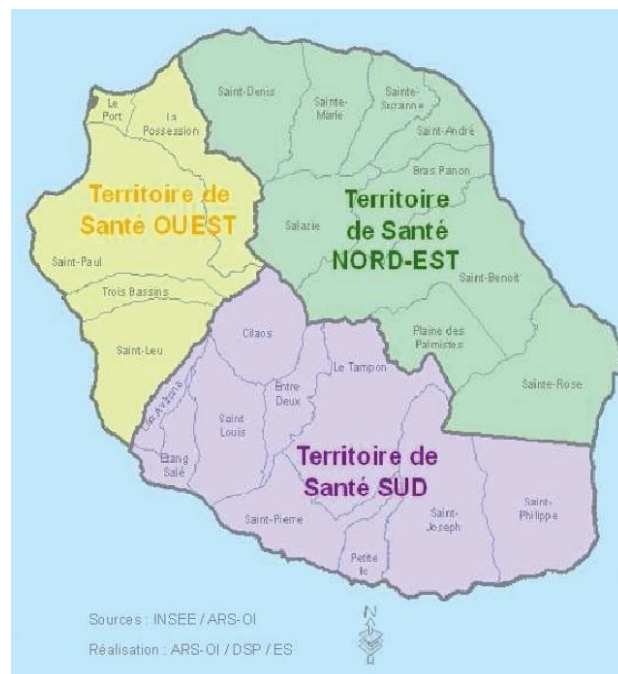 Saint-Denis
Sainte-
Marie
Sainte-
Suzanne
Saint-André
Bras Panon
Le
Port
La
Possession
Territoire de
Santé OUEST
Territoire
de Santé
NORD-EST
Salazie
Saint-Benoit
Saint-Paul
Trois Bassins
Saint-Leu
Cilaos
Plaine des
Palmistes
Sainte-Rose
Le Tampon
Entre
Deux
Les Avirons
Saint
Louis
Etang
Salé
Territoire de
Santé SUD
Saint-Pierre
Petite
Ile
Saint-
Joseph
Saint-
Philippe
Sources : INSEE / ARS-OI
Réalisation : ARS-OI / DSP / ES
N